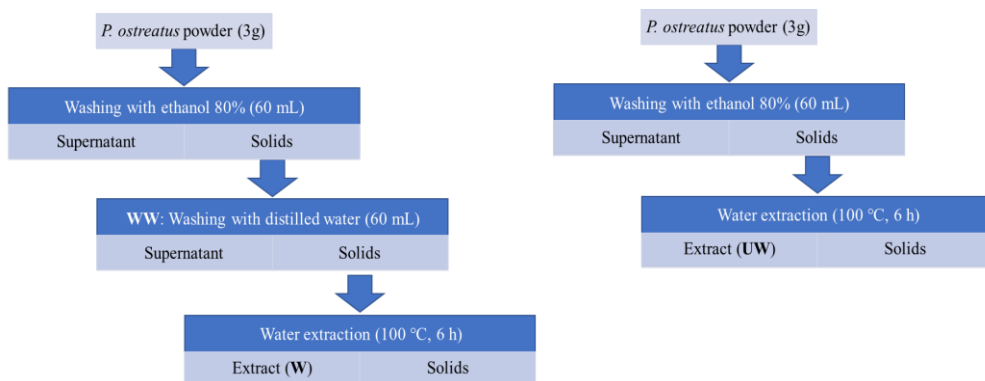 P. ostreatus powder (3g)
Washing with ethanol 80% (60 mL)
Supernatant Solids
WW: Washing with distilled water (60 mL)
Supernatant Solids
Water extraction (100 °C, 6 h)
Extract (W) Solids
P. ostreatus powder (3g)
Washing with ethanol 80% (60 mL)
Supernatant Solids
Water extraction (100 °C, 6 h)
Extract (UW) Solids